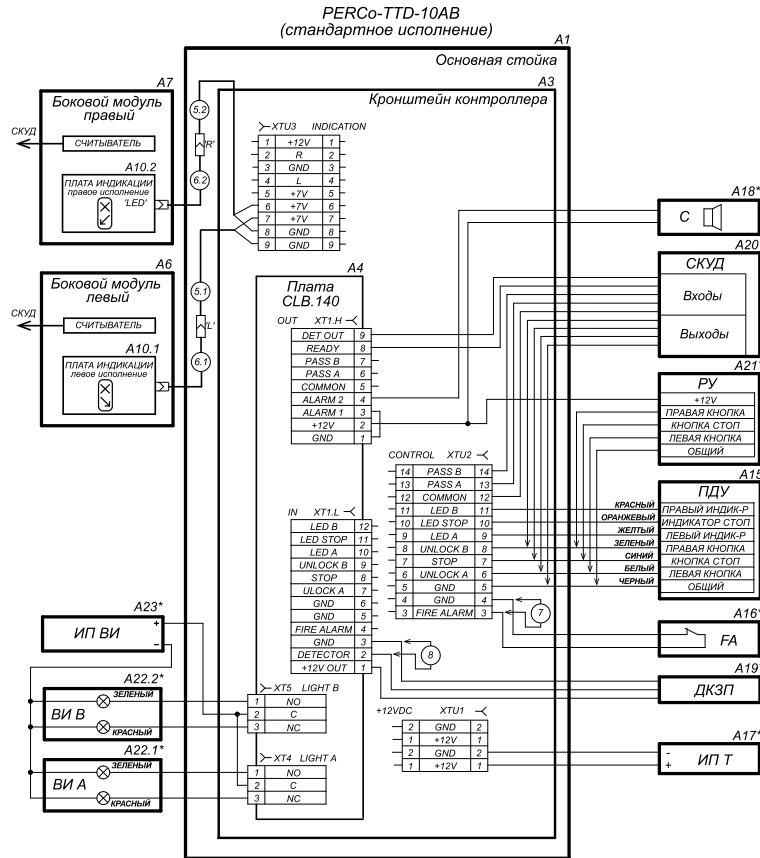 PERCo-TTD-10AB
(стандартное исполнение)
A1
Основная стойка
A3
Кронштейн контроллера
A7
Боковой модуль
правый
СКУД
СЧИТЫВАТЕЛЬ
A10.2
ПЛАТА ИНДИКАЦИИ
правое исполнение
'LED'
5.2
'R'
6.2
XTU3 INDICATION
1 +12V 1
2 R 2
3 GND 3
4 L 4
5 +7V 5
6 +7V 6
7 +7V 7
8 GND 8
9 GND 9
A6
Боковой модуль
левый
СКУД
СЧИТЫВАТЕЛЬ
A10.1
ПЛАТА ИНДИКАЦИИ
левое исполнение
5.1
'L'
6.1
A4
Плата
CLB.140
OUT XT1.H
DET OUT 9
READY 8
PASS B 7
PASS A 6
COMMON 5
ALARM 2 4
ALARM 1 3
+12V 2
GND 1
CONTROL XTU2
14 PASS B 14
13 PASS A 13
12 COMMON 12
11 LED B 11
10 LED STOP 10
9 LED A 9
8 UNLOCK B 8
7 STOP 7
6 UNLOCK A 6
5 GND 5
4 GND 4
3 FIRE ALARM 3
7
IN XT1.L
LED B 12
LED STOP 11
LED A 10
UNLOCK B 9
STOP 8
ULOCK A 7
GND 6
GND 5
FIRE ALARM 4
GND 3
DETECTOR 2
+12V OUT 1
8
XT5 LIGHT B
1 NO
2 C
3 NC
XT4 LIGHT A
1 NO
2 C
3 NC
+12VDC XTU1
2 GND 2
1 +12V 1
2 GND 2
1 +12V 1
A23*
ИП ВИ
+
-
A22.2*
ВИ В
ЗЕЛЕНЫЙ
КРАСНЫЙ
A22.1*
ВИ А
ЗЕЛЕНЫЙ
КРАСНЫЙ
A18*
С
A20
СКУД
Входы
Выходы
A21*
РУ
+12V
ПРАВАЯ КНОПКА
КНОПКА СТОП
ЛЕВАЯ КНОПКА
ОБЩИЙ
A15
ПДУ
КРАСНЫЙ ПРАВЫЙ ИНДИК-Р
ОРАНЖЕВЫЙ ИНДИКАТОР СТОП
ЖЕЛТЫЙ ЛЕВЫЙ ИНДИК-Р
ЗЕЛЕНЫЙ ПРАВАЯ КНОПКА
СИНИЙ КНОПКА СТОП
БЕЛЫЙ ЛЕВАЯ КНОПКА
ЧЕРНЫЙ ОБЩИЙ
A16*
FA
A19*
ДКЗП
A17*
-
+
ИП Т